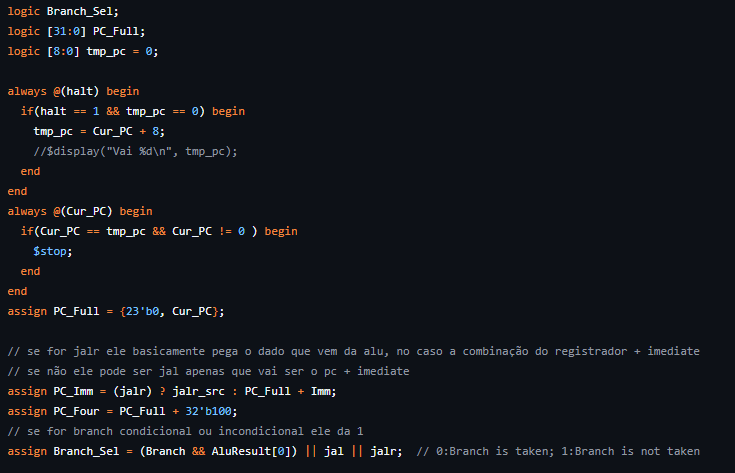 logic Branch_Sel;
logic [31:0] PC_Full;
logic [8:0] tmp_pc = 0;
always @(halt) begin
if(halt == 1 && tmp_pc == 0) begin
tmp_pc = Cur_PC + 8;
//$display("Vai %d\n", tmp_pc);
end
end
always @(Cur_PC) begin
if(Cur_PC == tmp_pc && Cur_PC != 0 ) begin
$stop;
end
end
assign PC_Full = {23'b0, Cur_PC};
// se for jalr ele basicamente pega o dado que vem da alu, no caso a combinação do registrador + imediate
// se não ele pode ser jal apenas que vai ser o pc + imediate
assign PC_Imm = (jalr) ? jalr_src : PC_Full + Imm;
assign PC_Four = PC_Full + 32'b100;
// se for branch condicional ou incondicional ele da 1
assign Branch_Sel = (Branch && AluResult[0]) || jal || jalr;  // 0:Branch is taken; 1:Branch is not taken